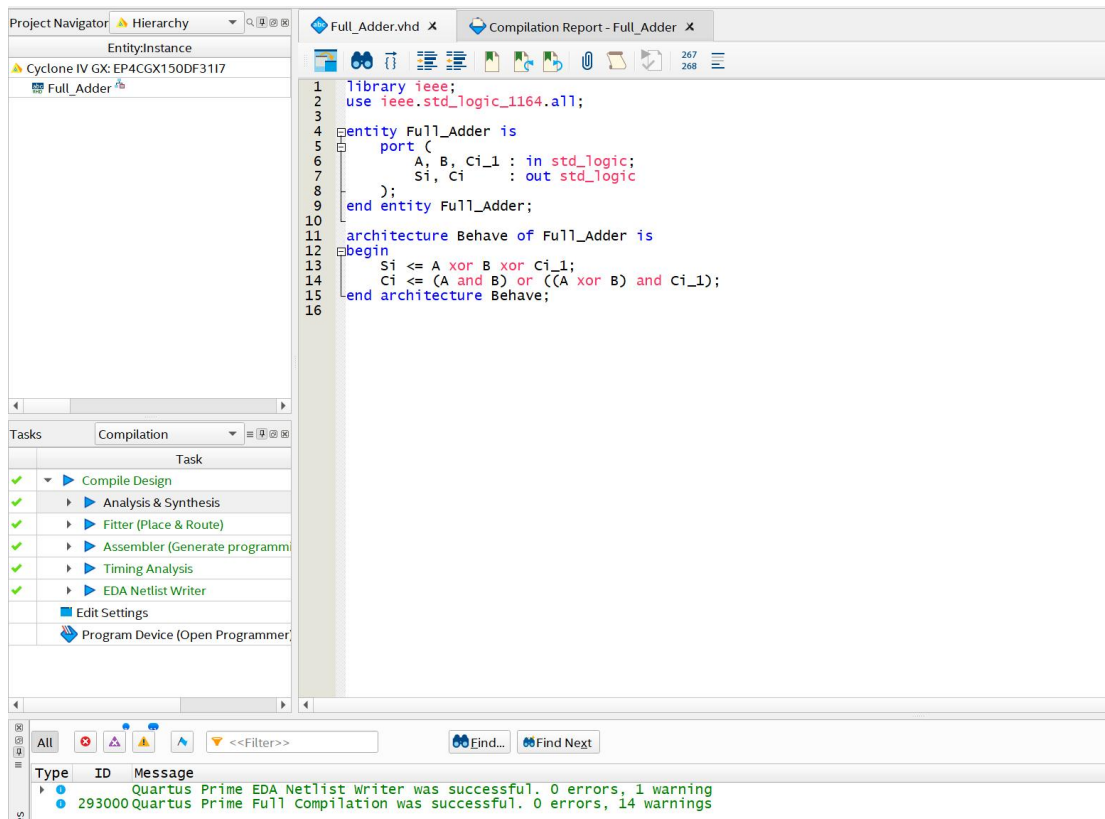 Project Navigator Hierarchy
Entity:Instance
Cyclone IV GX: EP4CGX150DF31I7
Full_Adder
Tasks Compilation
Task
Compile Design
Analysis & Synthesis
Fitter (Place & Route)
Assembler (Generate programmi
Timing Analysis
EDA Netlist Writer
Edit Settings
Program Device (Open Programmer)
Full_Adder.vhd Compilation Report - Full_Adder
267
268
1 library ieee;
2 use ieee.std_logic_1164.all;
3
4 entity Full_Adder is
5 port (
6 A, B, Ci_1 : in std_logic;
7 Si, Ci : out std_logic
8 );
9 end entity Full_Adder;
10
11 architecture Behave of Full_Adder is
12 begin
13 Si <= A xor B xor Ci_1;
14 Ci <= (A and B) or ((A xor B) and Ci_1);
15 end architecture Behave;
16
All <<Filter>> Find... Find Next
Type ID Message
Quartus Prime EDA Netlist Writer was successful. 0 errors, 1 warning
293000 Quartus Prime Full Compilation was successful. 0 errors, 14 warnings